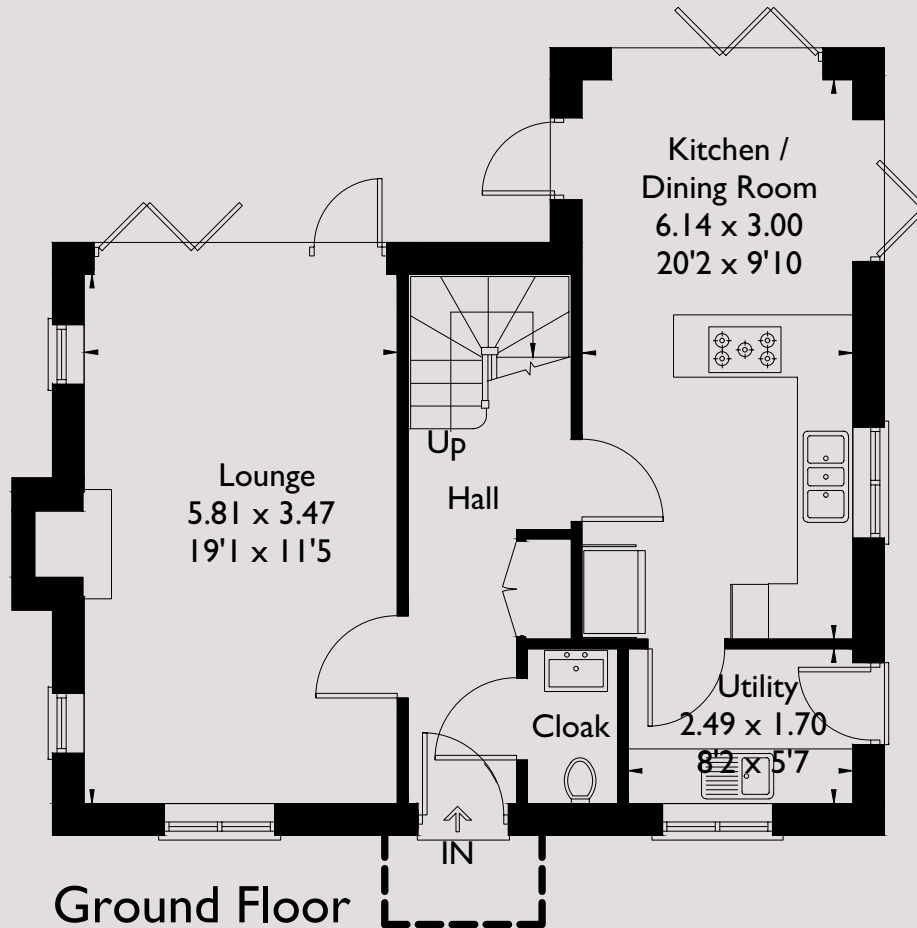 Kitchen /
Dining Room
6.14 x 3.00
20'2 x 9'10
Lounge
5.81 x 3.47
19'1 x 11'5
Up
Hall
Cloak
Utility
2.49 x 1.70
8'2 x 5'7
IN
Ground Floor